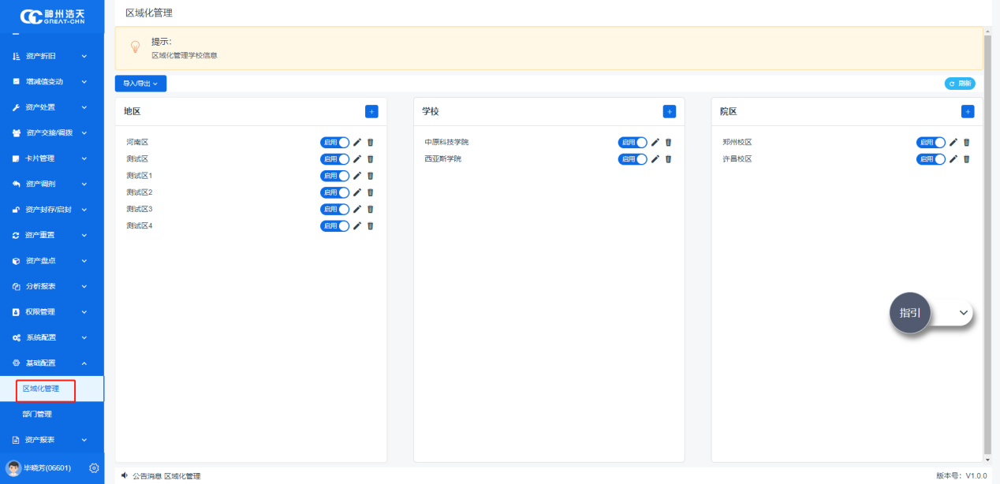 神州浩天
GREAT-CHN
资产折旧
增减值变动
资产处置
资产交接/调拨
卡片管理
资产调剂
资产封存/启封
资产重置
资产盘点
分析报表
权限管理
系统配置
基础配置
区域化管理
部门管理
资产报表
毕晓芳(06601)
区域化管理
提示:
区域化管理学校信息
导入/导出
刷新
地区
河南区 启用
测试区 启用
测试区1 启用
测试区2 启用
测试区3 启用
测试区4 启用
学校
中原科技学院 启用
西亚斯学院 启用
院区
郑州校区 启用
许昌校区 启用
指引
公告消息 区域化管理
版本号: V1.0.0